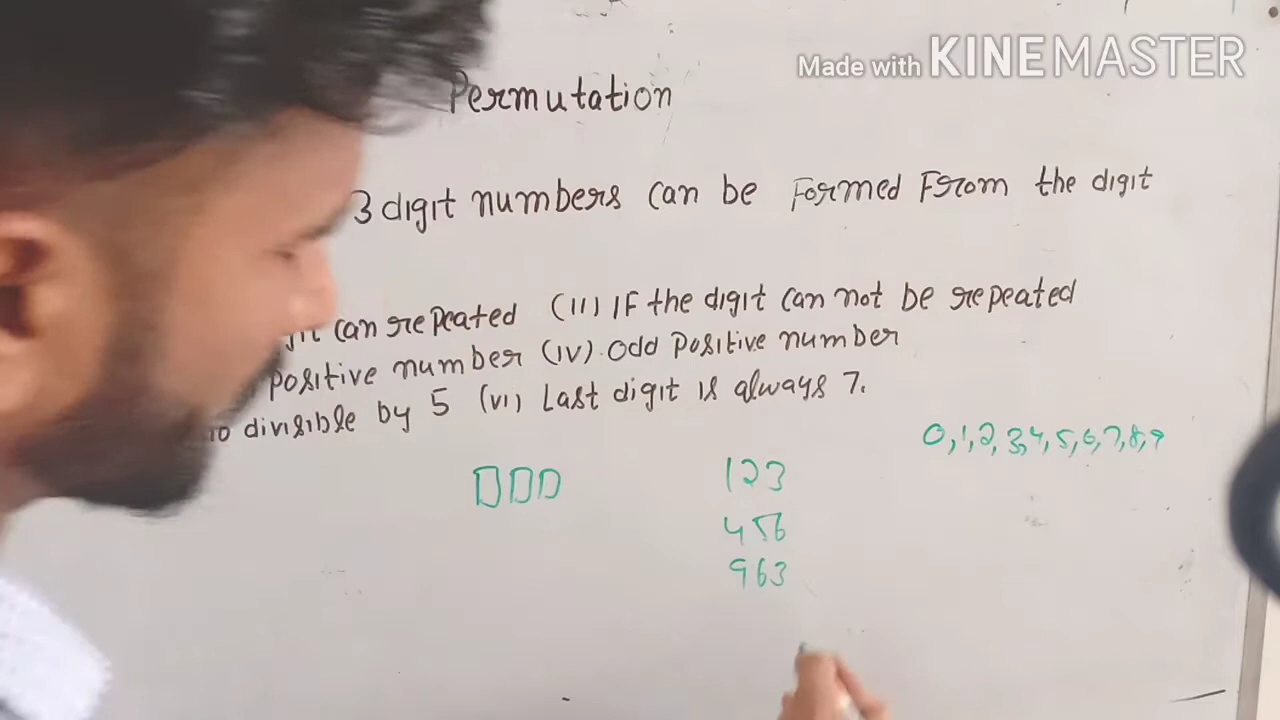 Made with KINEMASTER
Permutation
3 digit numbers can be Formed From the digit
can repeated (II) IF the digit can not be repeated
positive number (IV) Odd Positive number
divisible by 5 (VI) Last digit is always 7.
0,1,2,3,4,5,6,7,8,9
123
456
963